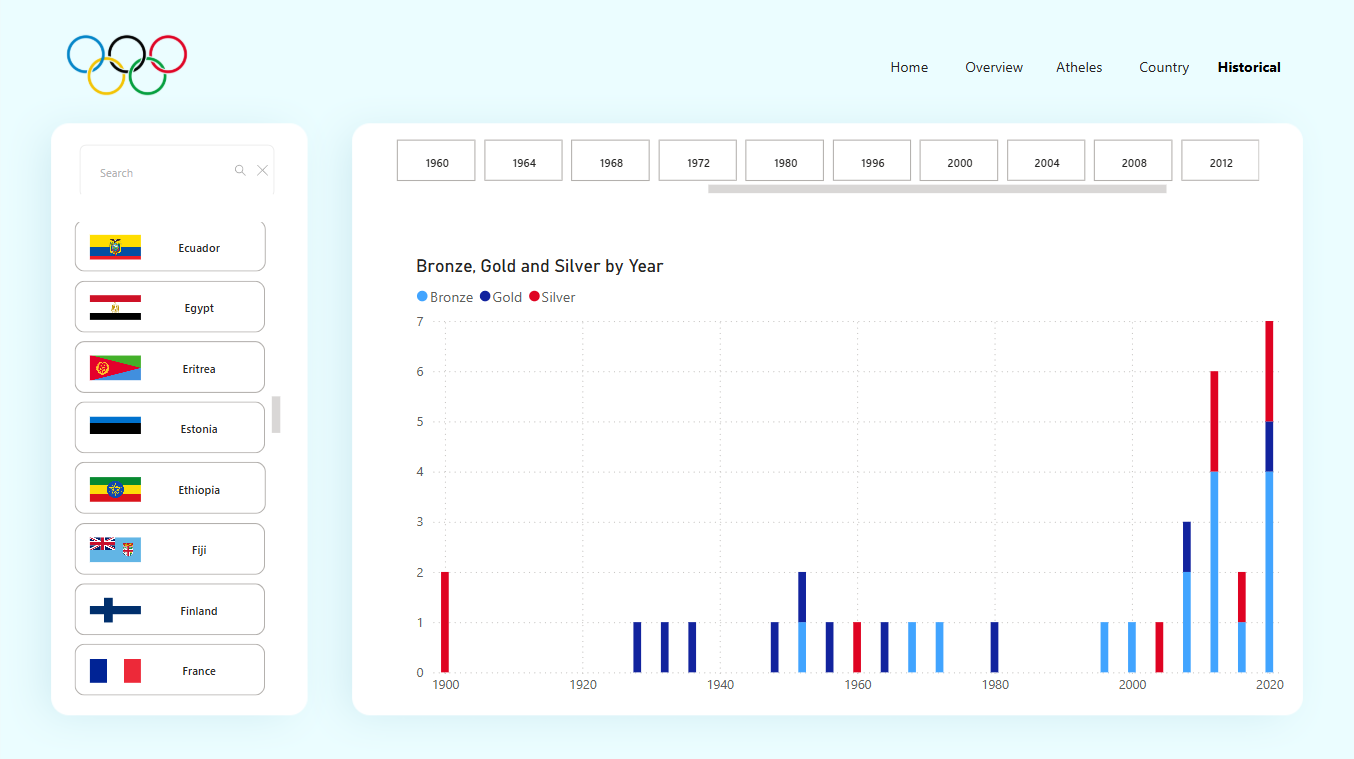 Home Overview Atheles Country Historical
Search
Ecuador
Egypt
Eritrea
Estonia
Ethiopia
Fiji
Finland
France
1960 1964 1968 1972 1980 1996 2000 2004 2008 2012
Bronze, Gold and Silver by Year
Bronze Gold Silver
7
6
5
4
3
2
1
0
1900 1920 1940 1960 1980 2000 2020